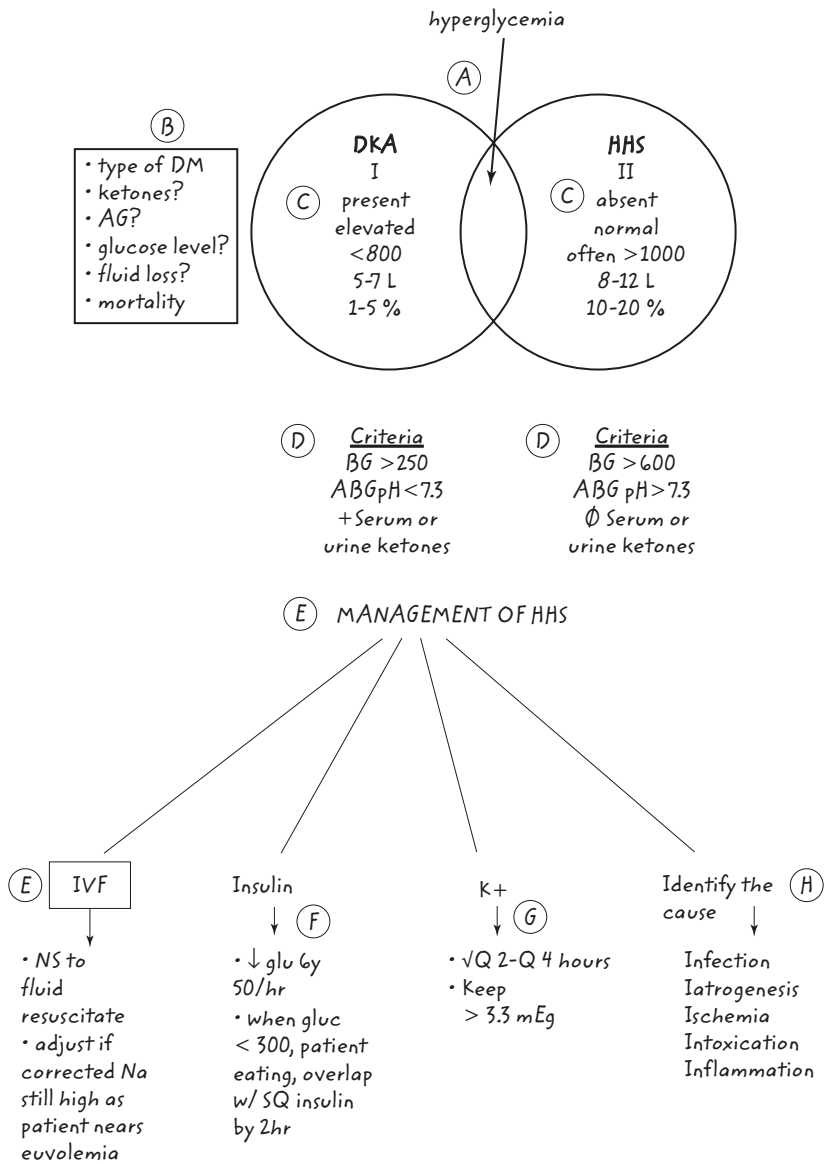 hyperglycemia
A
B
• type of DM
• ketones?
• AG?
• glucose level?
• fluid loss?
• mortality
DKA
I
C
present
elevated
<800
5-7 L
1-5 %
HHS
II
C
absent
normal
often >1000
8-12 L
10-20 %
D
Criteria
BG >250
ABGpH<7.3
+Serum or
urine ketones
D
Criteria
BG >600
ABG pH>7.3
Ø Serum or
urine ketones
E MANAGEMENT OF HHS
E
IVF
• NS to
fluid
resuscitate
• adjust if
corrected Na
still high as
patient nears
euvolemia
Insulin
F
• ↓ glu 6y
50/hr
• when gluc
< 300, patient
eating, overlap
w/ SQ insulin
by 2hr
K+
G
• √Q 2-Q 4 hours
• Keep
> 3.3 mEg
Identify the
cause
H
Infection
Iatrogenesis
Ischemia
Intoxication
Inflammation